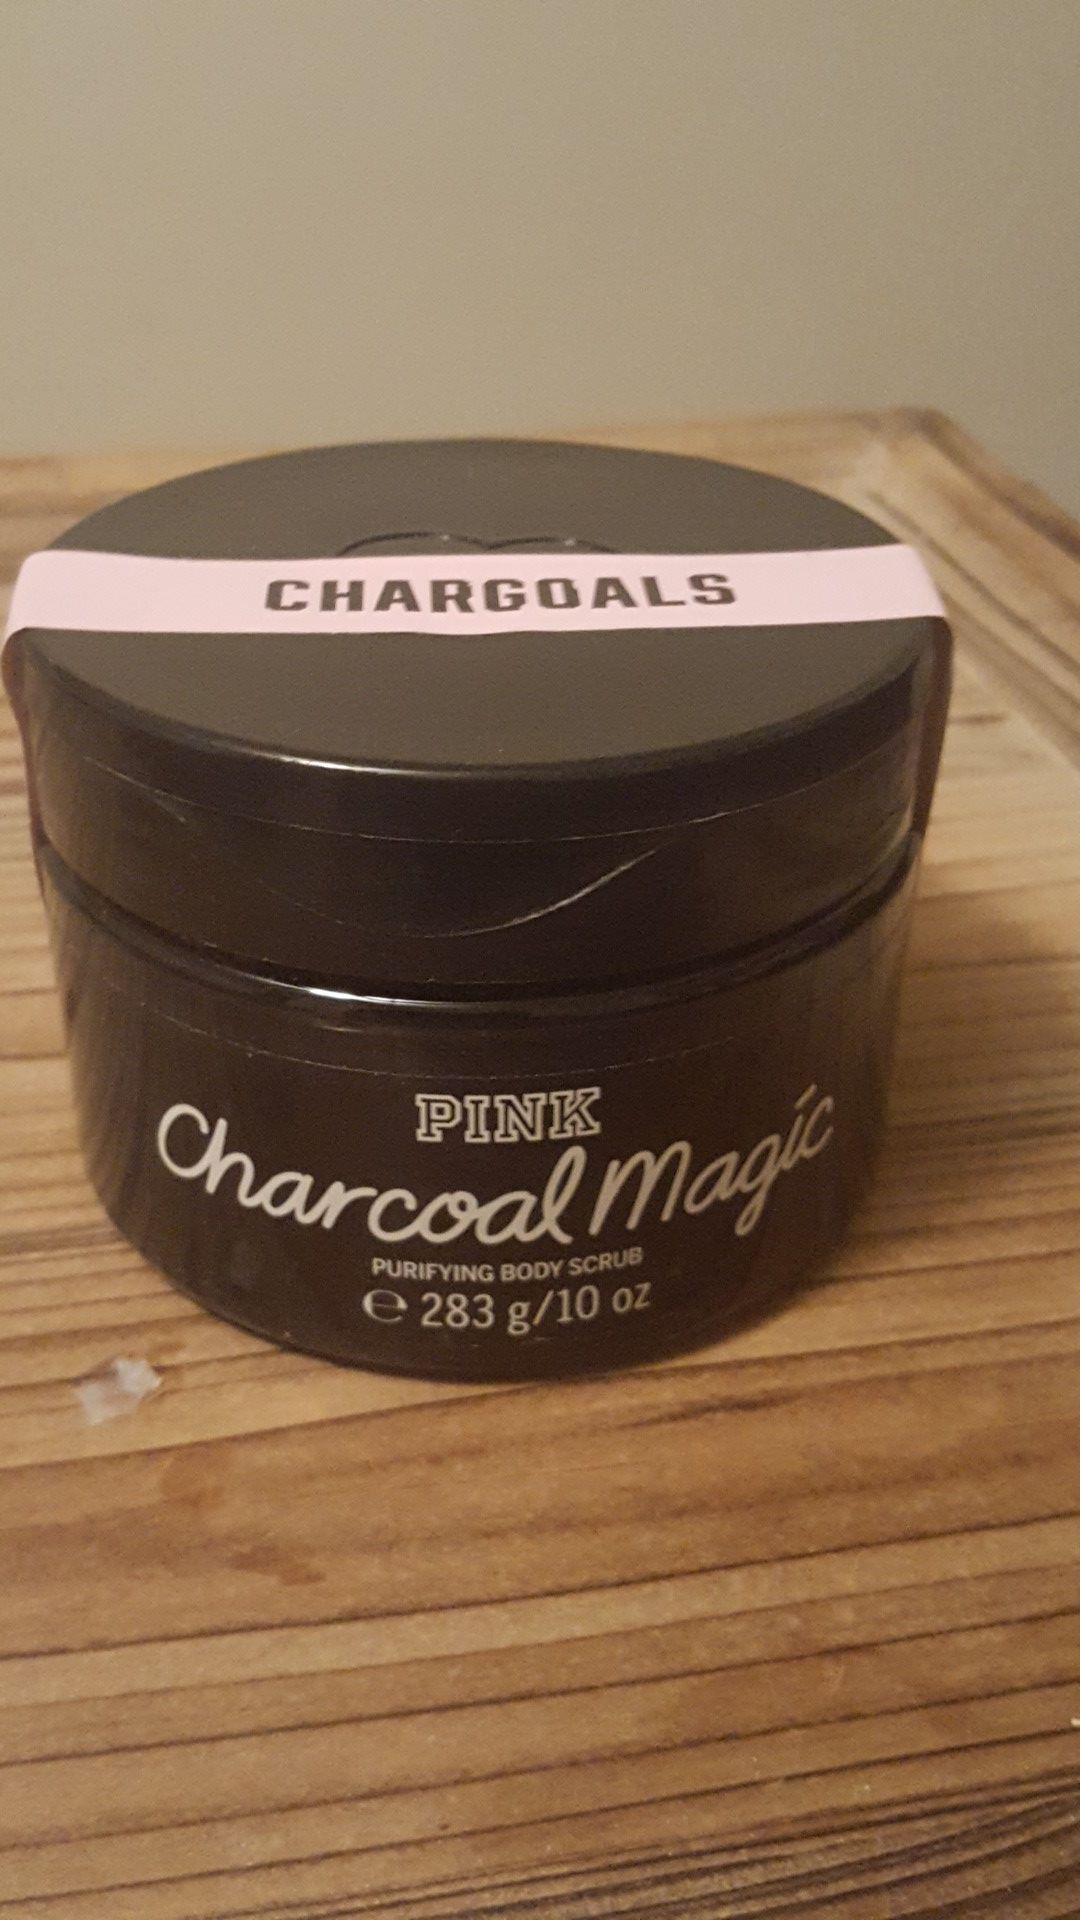 CHARGOALS
PINK
Charcoal Magic
PURIFYING BODY SCRUB
℮ 283 g/10 oz